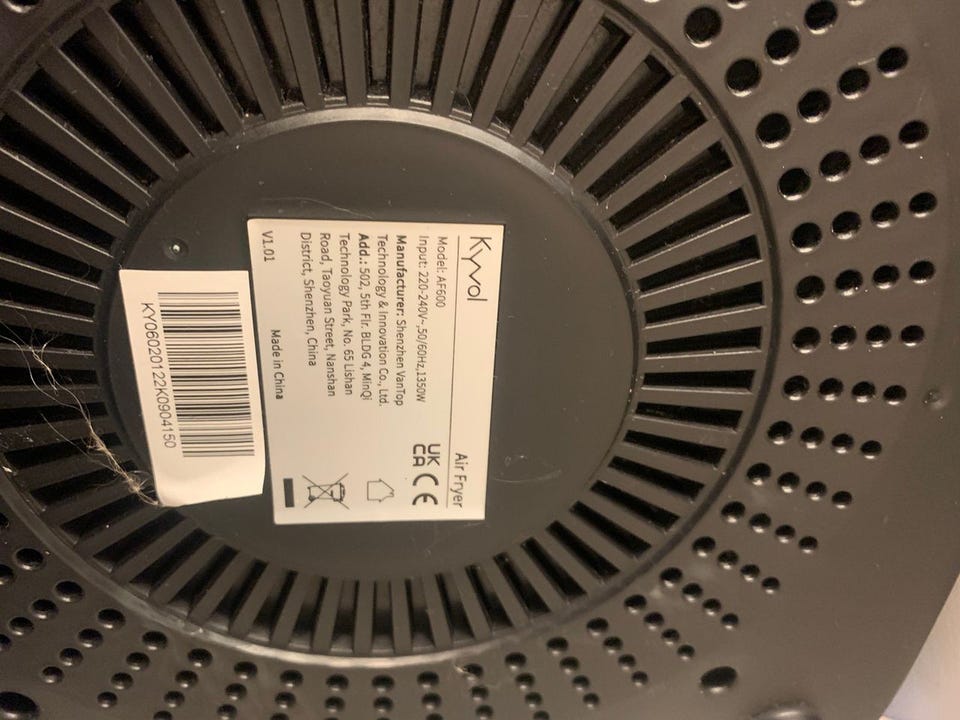 Kyvol
Air Fryer
Model: AF600
Input: 220-240V~,50/60Hz,1350W
Manufacturer: Shenzhen VanTop
Technology & Innovation Co., Ltd.
Add.: 502, 5th Flr. BLDG 4, MinQi
Technology Park, No. 65 Lishan
Road, Taoyuan Street, Nanshan
District, Shenzhen, China
V1.01
Made in China
UK
CA
CE
KY06020122K0904150